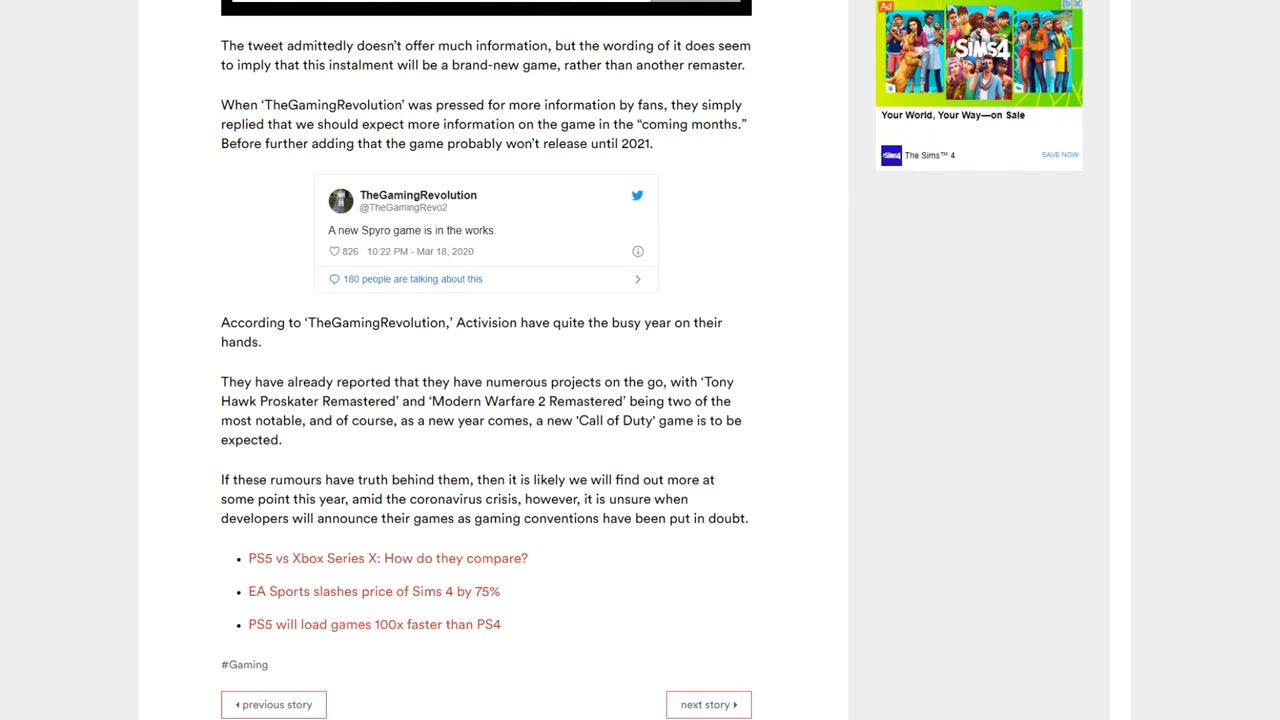 The tweet admittedly doesn’t offer much information, but the wording of it does seem
to imply that this instalment will be a brand-new game, rather than another remaster.
When ‘TheGamingRevolution’ was pressed for more information by fans, they simply
replied that we should expect more information on the game in the “coming months.”
Before further adding that the game probably won’t release until 2021.
TheGamingRevolution
@TheGamingRevo2
A new Spyro game is in the works.
826 10:22 PM - Mar 18, 2020
180 people are talking about this
According to ‘TheGamingRevolution,’ Activision have quite the busy year on their
hands.
They have already reported that they have numerous projects on the go, with ‘Tony
Hawk Proskater Remastered’ and ‘Modern Warfare 2 Remastered’ being two of the
most notable, and of course, as a new year comes, a new 'Call of Duty' game is to be
expected.
If these rumours have truth behind them, then it is likely we will find out more at
some point this year, amid the coronavirus crisis, however, it is unsure when
developers will announce their games as gaming conventions have been put in doubt.
PS5 vs Xbox Series X: How do they compare?
EA Sports slashes price of Sims 4 by 75%
PS5 will load games 100x faster than PS4
#Gaming
previous story
next story
Ad
SIMS4
Your World, Your Way—on Sale
The Sims™ 4
SAVE NOW